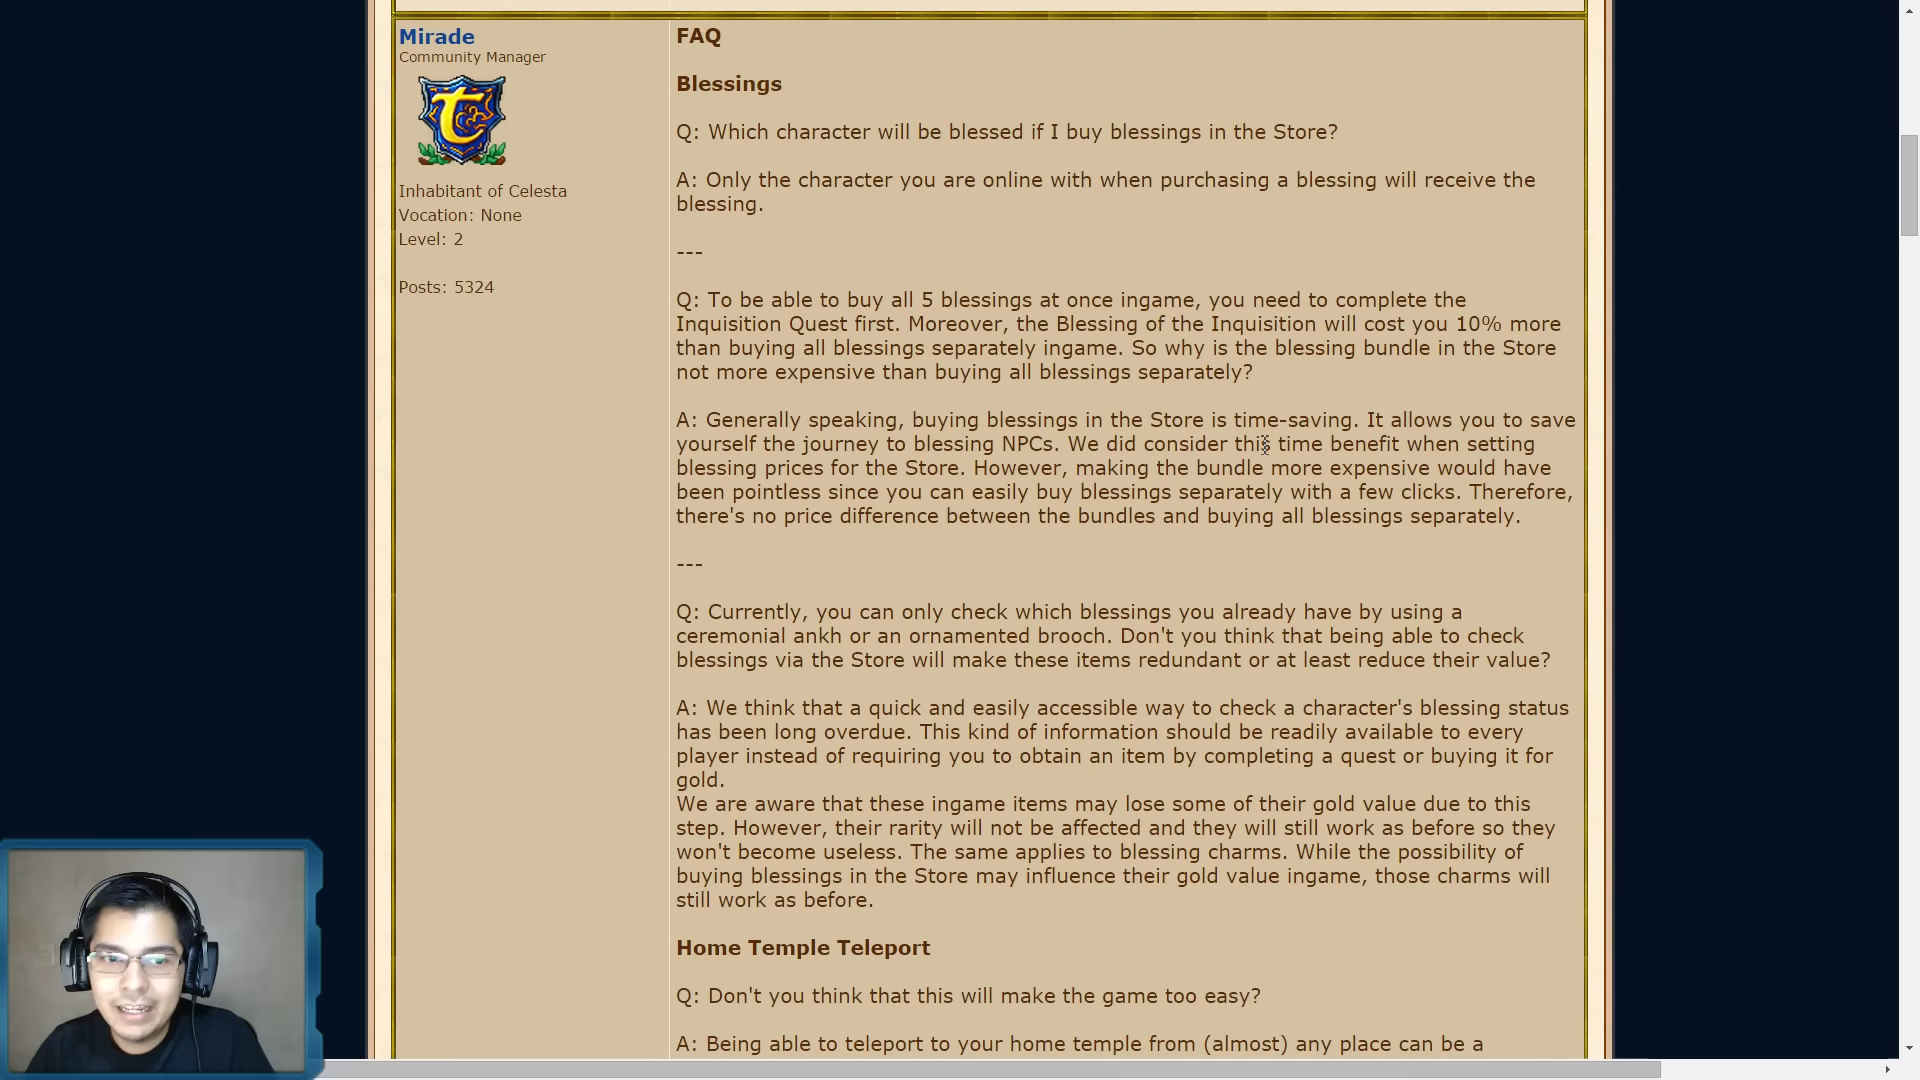 Mirade
Community Manager
Inhabitant of Celesta
Vocation: None
Level: 2
Posts: 5324
FAQ
Blessings
Q: Which character will be blessed if I buy blessings in the Store?
A: Only the character you are online with when purchasing a blessing will receive the
blessing.
---
Q: To be able to buy all 5 blessings at once ingame, you need to complete the
Inquisition Quest first. Moreover, the Blessing of the Inquisition will cost you 10% more
than buying all blessings separately ingame. So why is the blessing bundle in the Store
not more expensive than buying all blessings separately?
A: Generally speaking, buying blessings in the Store is time-saving. It allows you to save
yourself the journey to blessing NPCs. We did consider this time benefit when setting
blessing prices for the Store. However, making the bundle more expensive would have
been pointless since you can easily buy blessings separately with a few clicks. Therefore,
there's no price difference between the bundles and buying all blessings separately.
---
Q: Currently, you can only check which blessings you already have by using a
ceremonial ankh or an ornamented brooch. Don't you think that being able to check
blessings via the Store will make these items redundant or at least reduce their value?
A: We think that a quick and easily accessible way to check a character's blessing status
has been long overdue. This kind of information should be readily available to every
player instead of requiring you to obtain an item by completing a quest or buying it for
gold.
We are aware that these ingame items may lose some of their gold value due to this
step. However, their rarity will not be affected and they will still work as before so they
won't become useless. The same applies to blessing charms. While the possibility of
buying blessings in the Store may influence their gold value ingame, those charms will
still work as before.
Home Temple Teleport
Q: Don't you think that this will make the game too easy?
A: Being able to teleport to your home temple from (almost) any place can be a